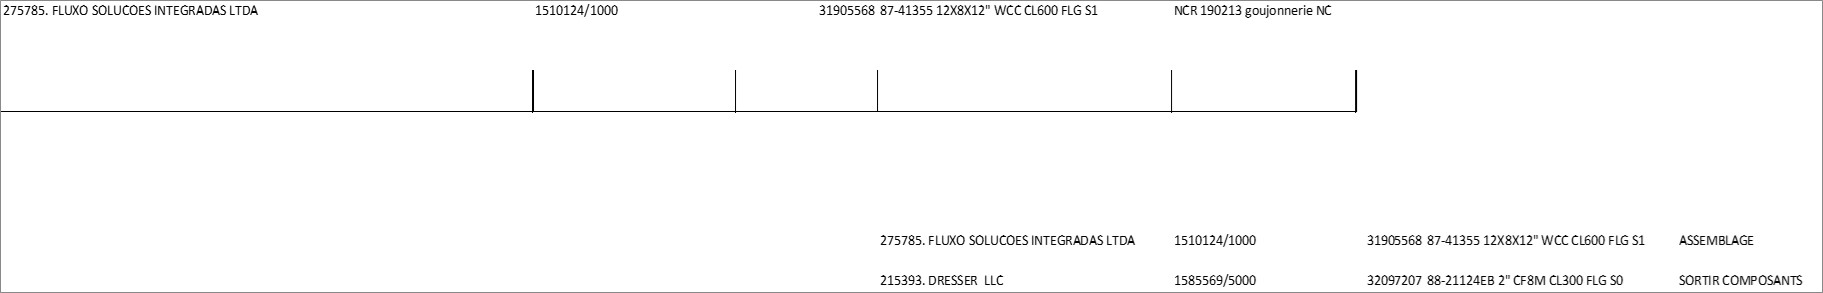 275785. FLUXO SOLUCOES INTEGRADAS LTDA 1510124/1000 31905568 87-41355 12X8X12" WCC CL600 FLG S1 NCR 190213 goujonnerie NC
275785. FLUXO SOLUCOES INTEGRADAS LTDA 1510124/1000 31905568 87-41355 12X8X12" WCC CL600 FLG S1 ASSEMBLAGE
215393. DRESSER LLC 1585569/5000 32097207 88-21124EB 2" CF8M CL300 FLG S0 SORTIR COMPOSANTS